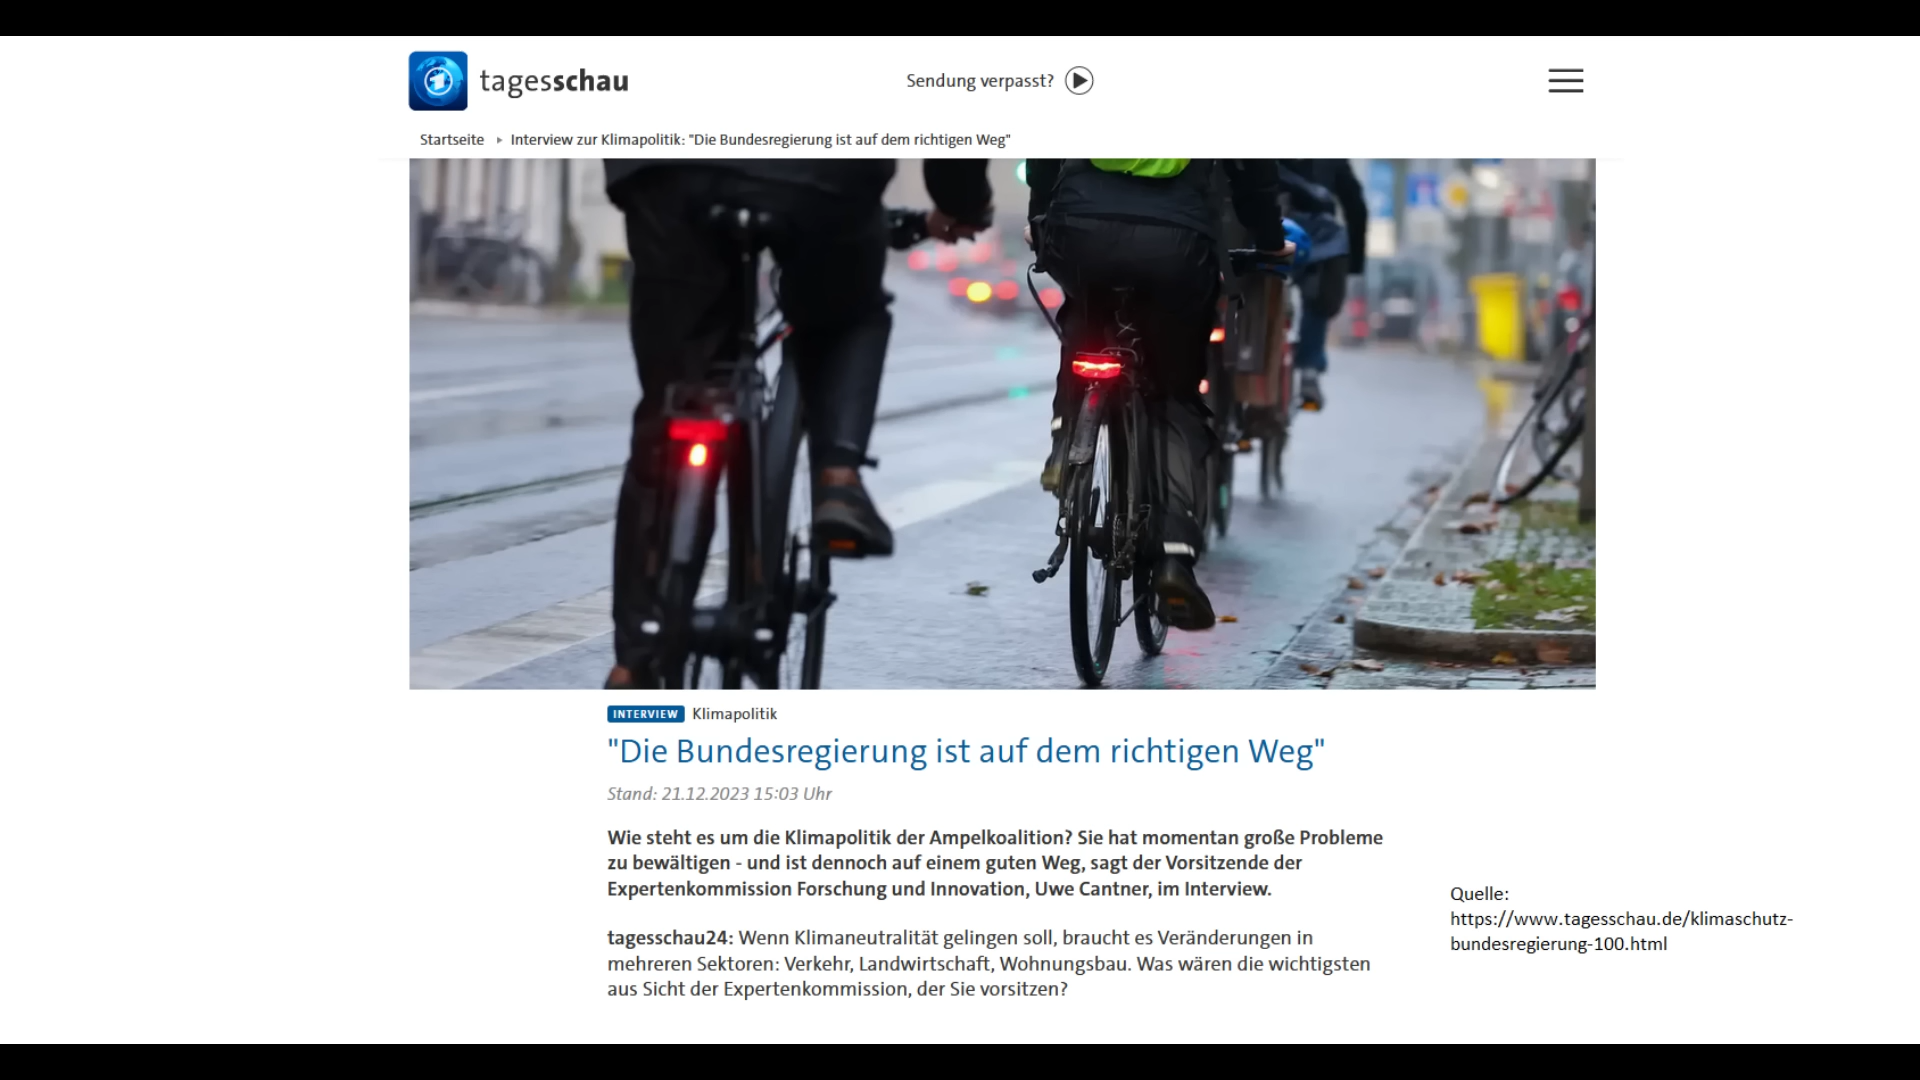 tagesschau
Sendung verpasst?
Startseite Interview zur Klimapolitik: "Die Bundesregierung ist auf dem richtigen Weg"
INTERVIEW Klimapolitik
"Die Bundesregierung ist auf dem richtigen Weg"
Stand: 21.12.2023 15:03 Uhr
Wie steht es um die Klimapolitik der Ampelkoalition? Sie hat momentan große Probleme
zu bewältigen - und ist dennoch auf einem guten Weg, sagt der Vorsitzende der
Expertenkommission Forschung und Innovation, Uwe Cantner, im Interview.
tagesschau24: Wenn Klimaneutralität gelingen soll, braucht es Veränderungen in
mehreren Sektoren: Verkehr, Landwirtschaft, Wohnungsbau. Was wären die wichtigsten
aus Sicht der Expertenkommission, der Sie vorsitzen?
Quelle:
https://www.tagesschau.de/klimaschutz-
bundesregierung-100.html